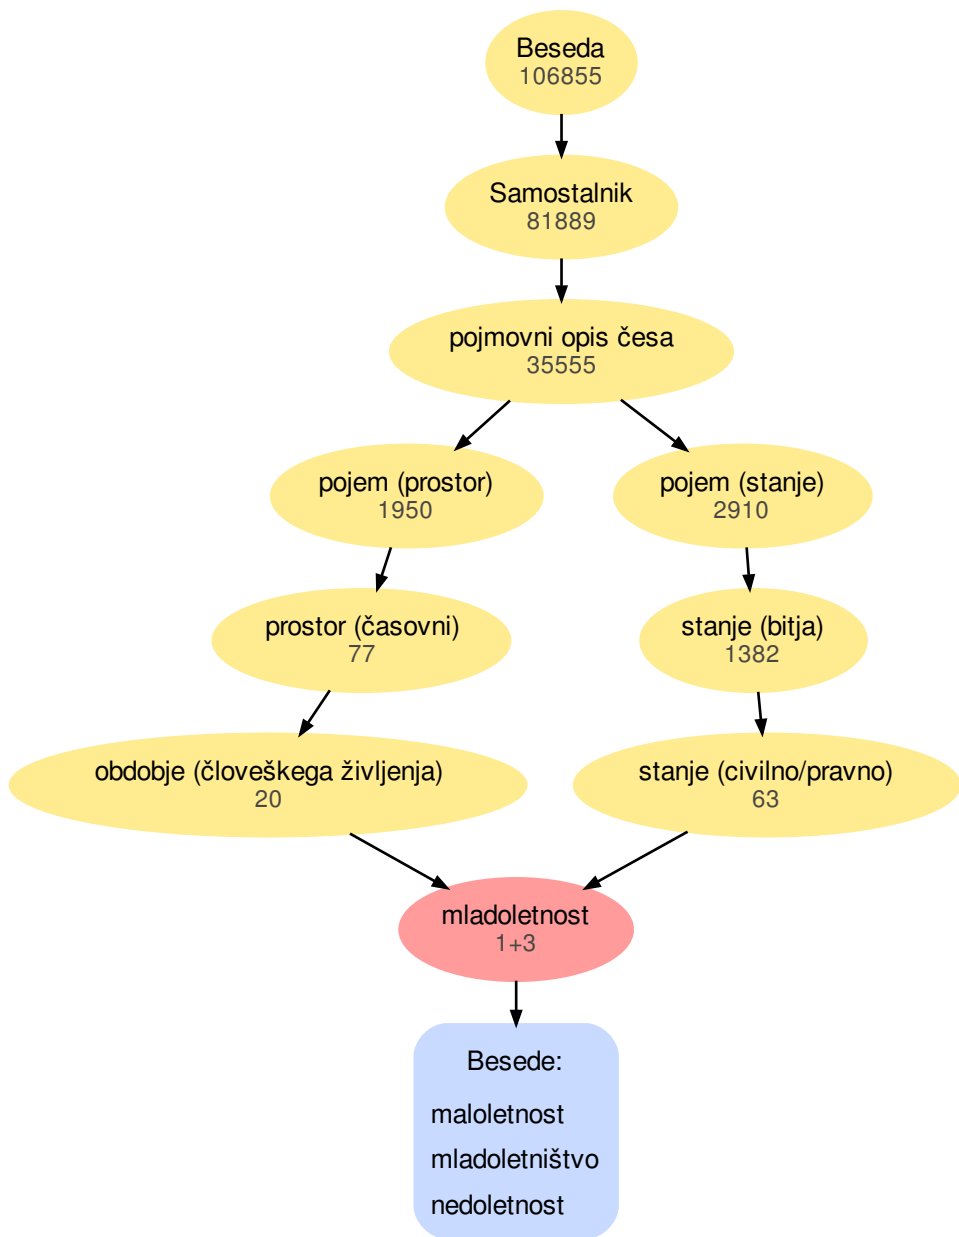 Beseda
106855
Samostalnik
81889
pojmovni opis česa
35555
pojem (prostor)
1950
pojem (stanje)
2910
prostor (časovni)
77
stanje (bitja)
1382
obdobje (človeškega življenja)
20
stanje (civilno/pravno)
63
mladoletnost
1+3
Besede:
maloletnost
mladoletništvo
nedoletnost